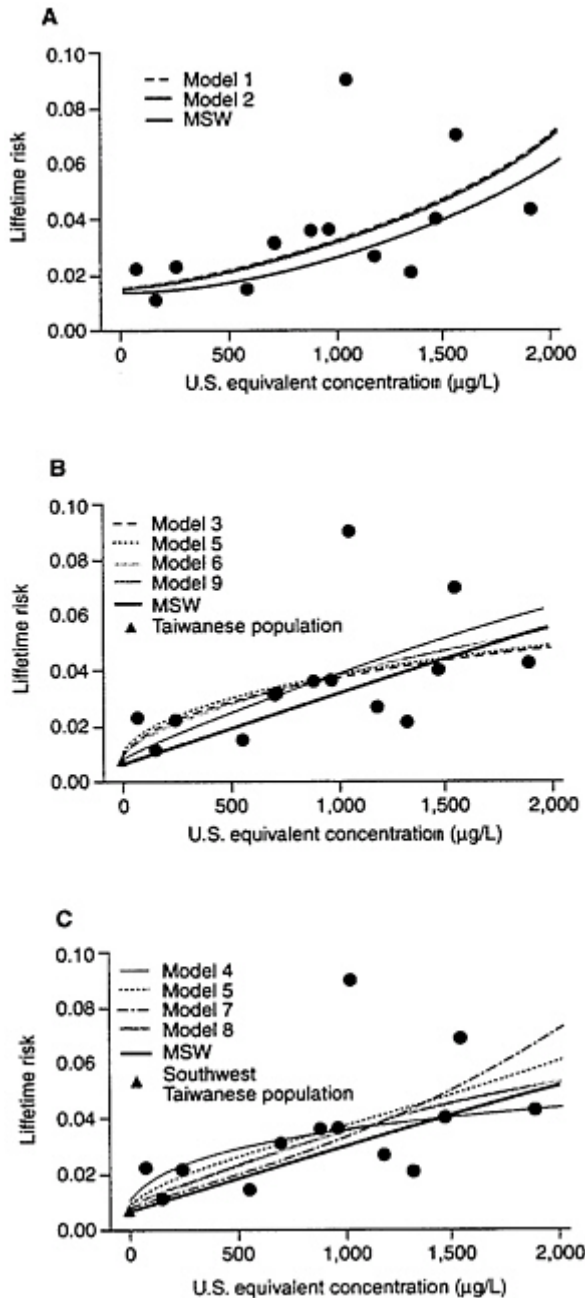 A
0.10
0.08
0.06
0.04
0.02
0.00
Liffetime risk
Model 1
Model 2
MSW
0
500
1,000
1,500
2,000
U.S. equivalent concentration (μg/L)
B
0.10
0.08
0.06
0.04
0.02
0.00
Liffetime risk
Model 3
Model 5
Model 6
Model 9
MSW
Taiwanese population
0
500
1,000
1,500
2,000
U.S. equivalent concentration (μg/L)
C
0.10
0.08
0.06
0.04
0.02
0.00
Liffetime risk
Model 4
Model 5
Model 7
Model 8
MSW
Southwest
Taiwanese population
0
500
1,000
1,500
2,000
U.S. equivalent concentration (μg/L)